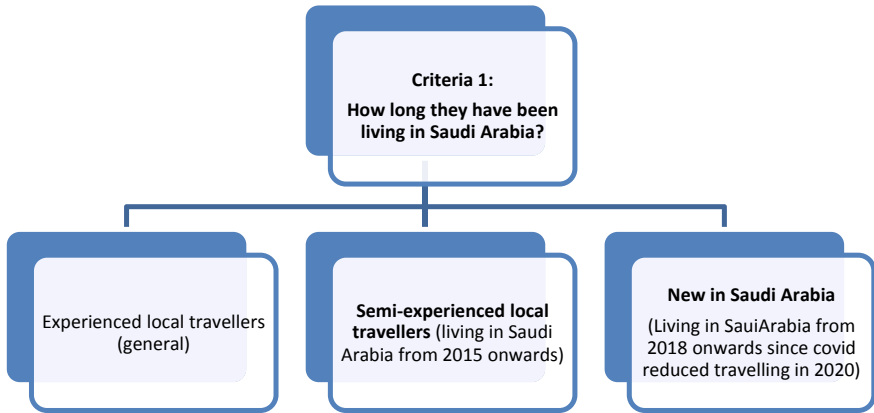 Criteria 1:
How long they have been
living in Saudi Arabia?
Experienced local travellers
(general)
Semi-experienced local
travellers (living in Saudi
Arabia from 2015 onwards)
New in Saudi Arabia
(Living in SauiArabia from
2018 onwards since covid
reduced travelling in 2020)